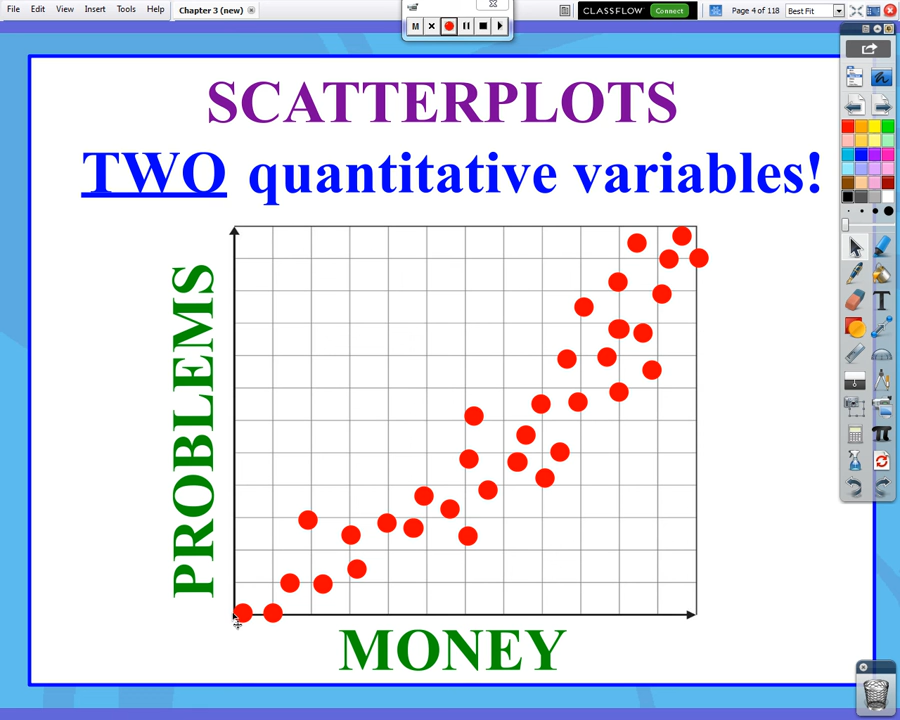 File Edit View Insert Tools Help Chapter 3 (new)
M
CLASSFLOW Connect
Page 4 of 118 Best Fit
SCATTERPLOTS
TWO quantitative variables!
PROBLEMS
MONEY
T